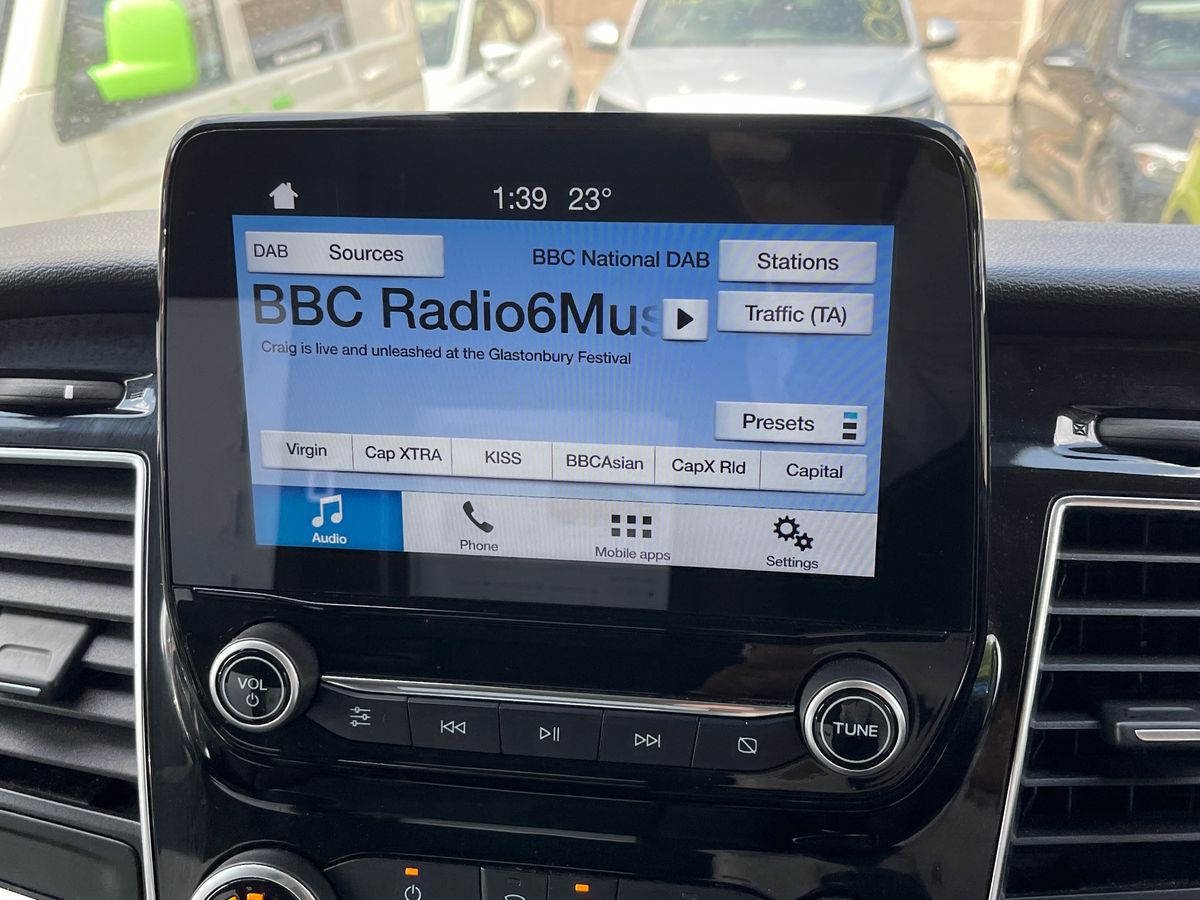 1:39 23°
DAB Sources
BBC National DAB
Stations
BBC Radio6Mus
Traffic (TA)
Craig is live and unleashed at the Glastonbury Festival
Presets
Virgin Cap XTRA KISS BBCAsian CapX Rld Capital
Audio Phone Mobile apps Settings
VOL
TUNE